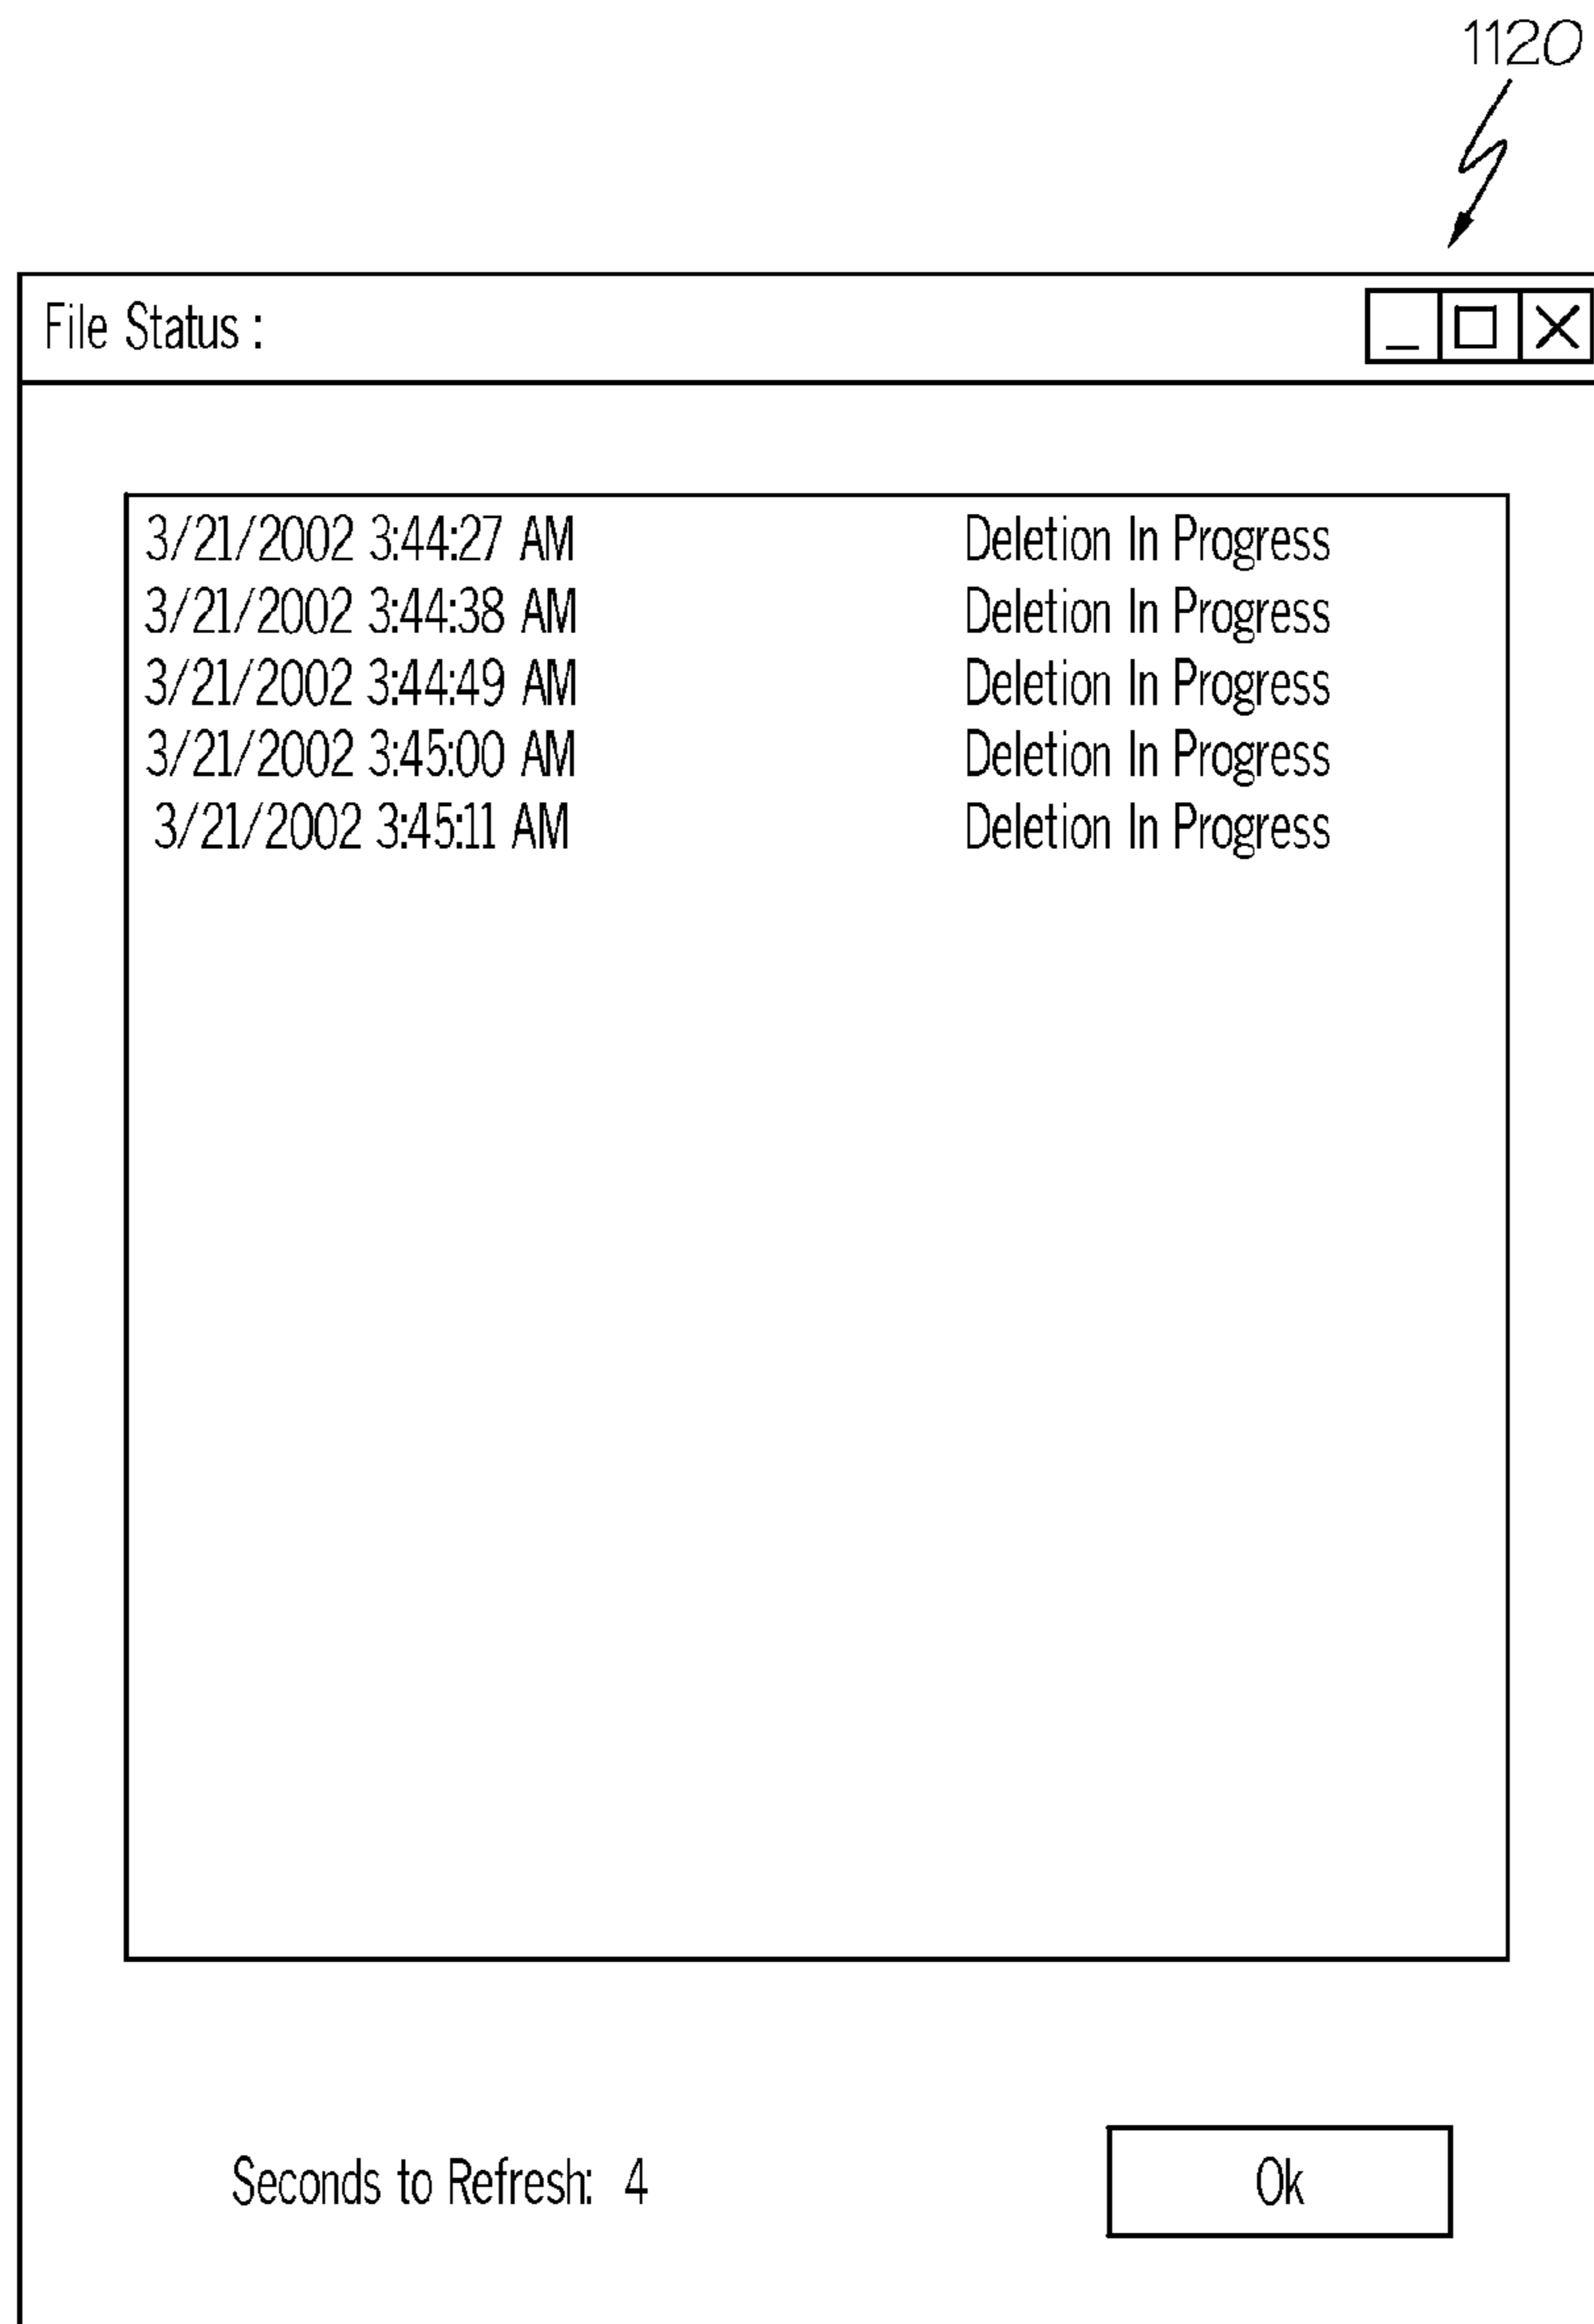 1120
File Status :
3/21/2002 3:44:27 AM Deletion In Progress
3/21/2002 3:44:38 AM Deletion In Progress
3/21/2002 3:44:49 AM Deletion In Progress
3/21/2002 3:45:00 AM Deletion In Progress
3/21/2002 3:45:11 AM Deletion In Progress
Seconds to Refresh: 4 Ok